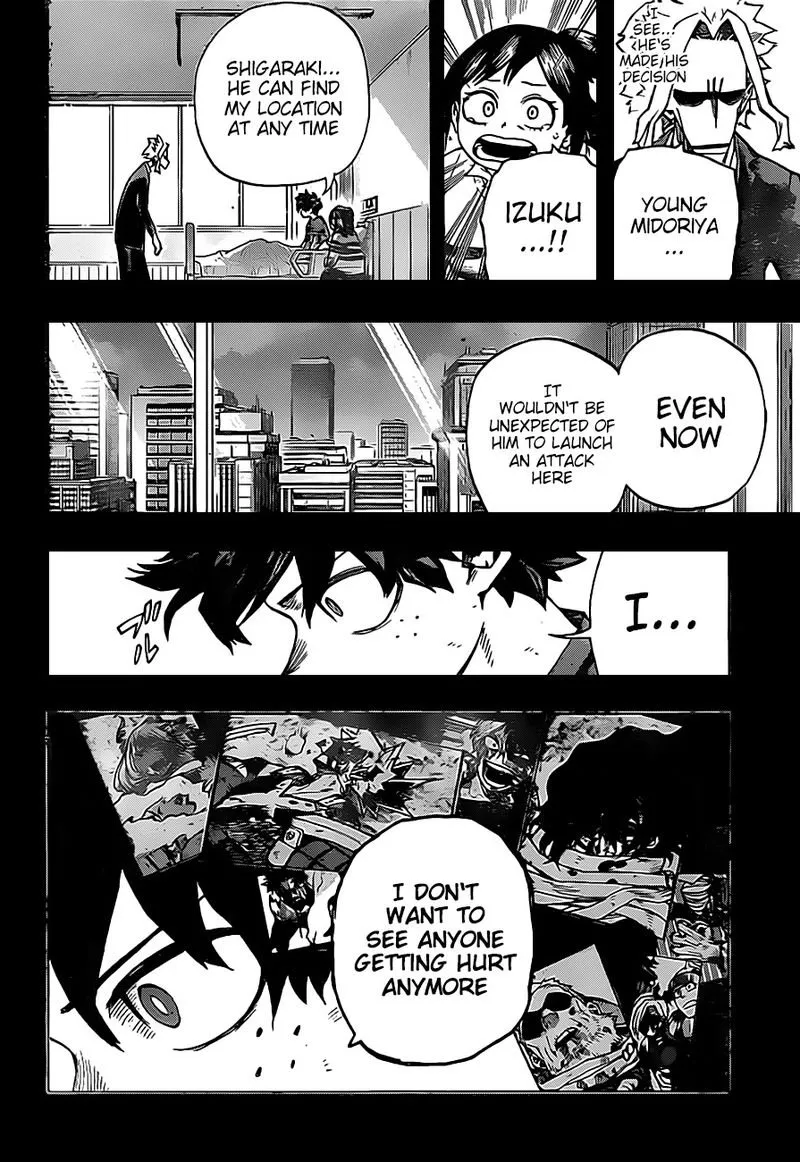 I
SEE...
HE'S
MADE HIS
DECISION
YOUNG
MIDORIYA
...
IZUKU
...!!
SHIGARAKI...
HE CAN FIND
MY LOCATION
AT ANY TIME
EVEN
NOW
IT
WOULDN'T BE
UNEXPECTED OF
HIM TO LAUNCH
AN ATTACK
HERE
I...
I DON'T
WANT TO
SEE ANYONE
GETTING HURT
ANYMORE